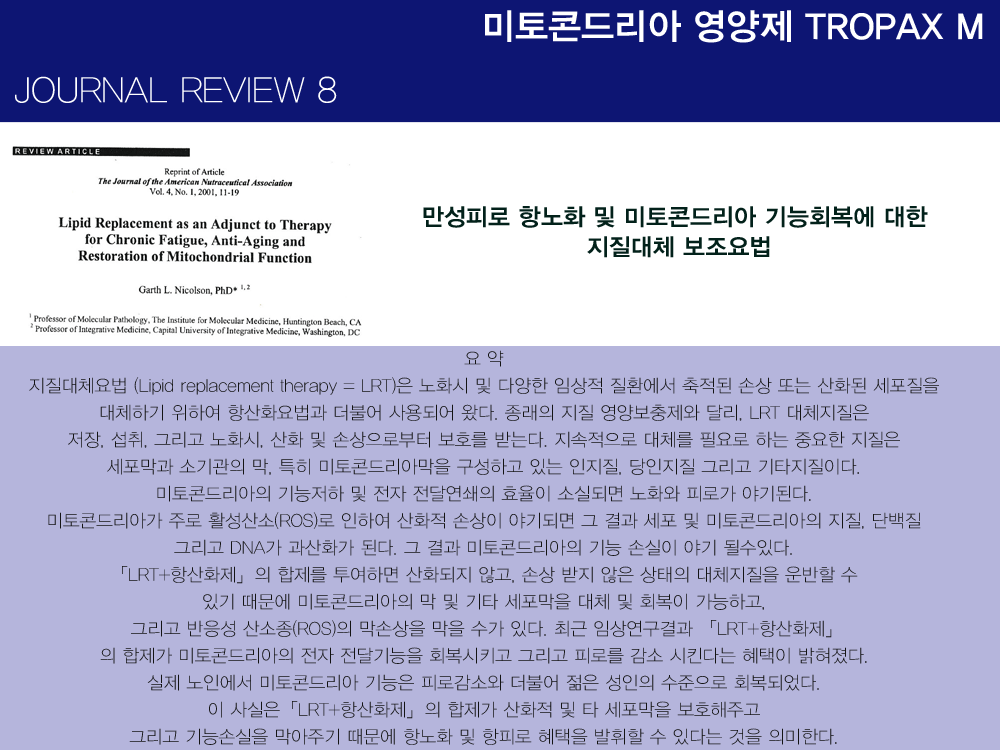 미토콘드리아 영양제 TROPAX M
JOURNAL REVIEW 8
REVIEW ARTICLE
Reprint of Article
The Journal of the American Nutraceutical Association
Vol. 4, No. 1, 2001, 11-19
Lipid Replacement as an Adjunct to Therapy
for Chronic Fatigue, Anti-Aging and
Restoration of Mitochondrial Function
Garth L. Nicolson, PhD* 1, 2
1 Professor of Molecular Pathology, The Institute for Molecular Medicine, Huntington Beach, CA
2 Professor of Integrative Medicine, Capital University of Integrative Medicine, Washington, DC
만성피로 항노화 및 미토콘드리아 기능회복에 대한
지질대체 보조요법
요 약
지질대체요법 (Lipid replacement therapy = LRT)은 노화시 및 다양한 임상적 질환에서 축적된 손상 또는 산화된 세포질을
대체하기 위하여 항산화요법과 더불어 사용되어 왔다. 종래의 지질 영양보충제와 달리, LRT 대체지질은
저장, 섭취, 그리고 노화시, 산화 및 손상으로부터 보호를 받는다. 지속적으로 대체를 필요로 하는 중요한 지질은
세포막과 소기관의 막, 특히 미토콘드리아막을 구성하고 있는 인지질, 당인지질 그리고 기타지질이다.
미토콘드리아의 기능저하 및 전자 전달연쇄의 효율이 소실되면 노화와 피로가 야기된다.
미토콘드리아가 주로 활성산소(ROS)로 인하여 산화적 손상이 야기되면 그 결과 세포 및 미토콘드리아의 지질, 단백질
그리고 DNA가 과산화가 된다. 그 결과 미토콘드리아의 기능 손실이 야기 될수있다.
「LRT+항산화제」의 합제를 투여하면 산화되지 않고, 손상 받지 않은 상태의 대체지질을 운반할 수
있기 때문에 미토콘드리아의 막 및 기타 세포막을 대체 및 회복이 가능하고,
그리고 반응성 산소종(ROS)의 막손상을 막을 수가 있다. 최근 임상연구결과 「LRT+항산화제」
의 합제가 미토콘드리아의 전자 전달기능을 회복시키고 그리고 피로를 감소 시킨다는 혜택이 밝혀졌다.
실제 노인에서 미토콘드리아 기능은 피로감소와 더불어 젊은 성인의 수준으로 회복되었다.
이 사실은「LRT+항산화제」의 합제가 산화적 및 타 세포막을 보호해주고
그리고 기능손실을 막아주기 때문에 항노화 및 항피로 혜택을 발휘할 수 있다는 것을 의미한다.